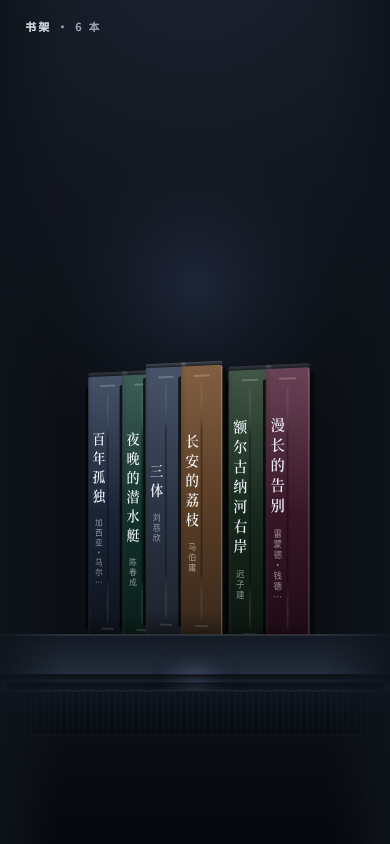 书架 · 6 本
百年孤独
加西亚·马尔…
夜晚的潜水艇
陈春成
三体
刘慈欣
长安的荔枝
马伯庸
额尔古纳河右岸
迟子建
漫长的告别
雷蒙德·钱德…